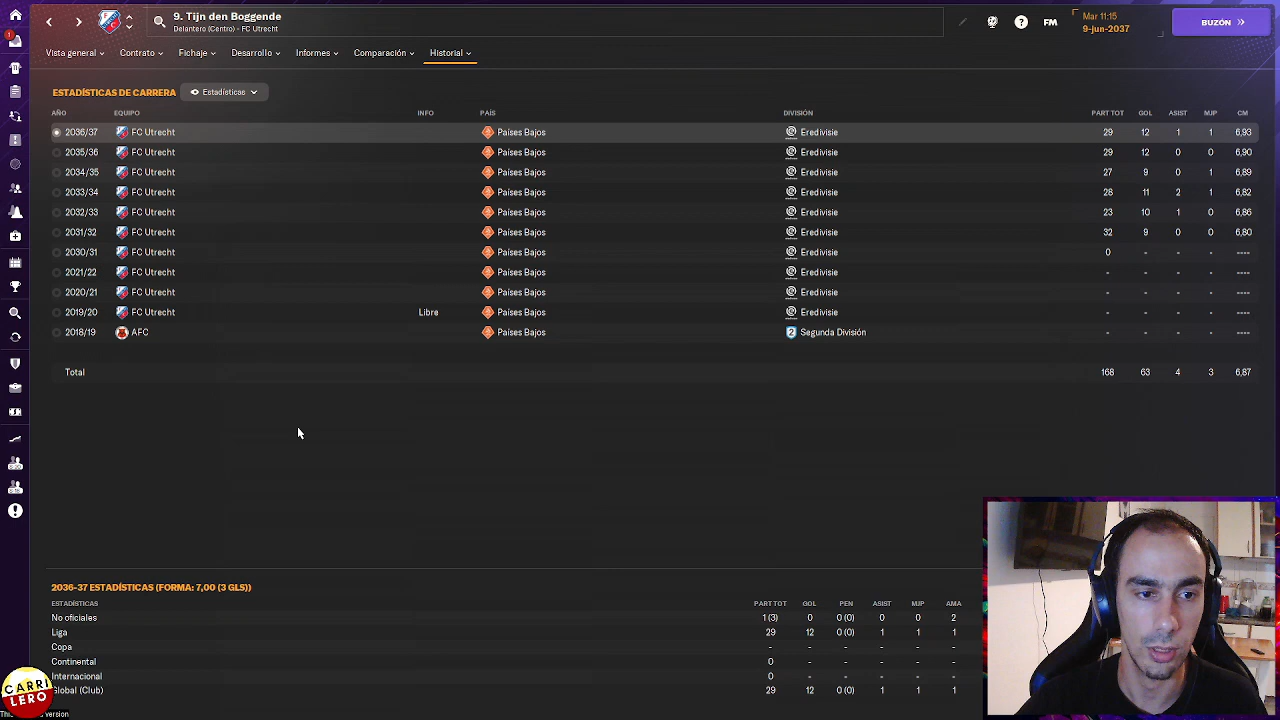 9. Tijn den Boggende
Delantero (Centro) - FC Utrecht
FM
Mar 11:15
9-jun-2037
BUZÓN
1
Vista general Contrato Fichaje Desarrollo Informes Comparación Historial
ESTADÍSTICAS DE CARRERA Estadísticas
AÑO EQUIPO INFO PAÍS DIVISIÓN PART TOT GOL ASIST MJP CM
2036/37 FC Utrecht Países Bajos Eredivisie 29 12 1 1 6,93
2035/36 FC Utrecht Países Bajos Eredivisie 29 12 0 0 6,90
2034/35 FC Utrecht Países Bajos Eredivisie 27 9 0 1 6,89
2033/34 FC Utrecht Países Bajos Eredivisie 28 11 2 1 6,82
2032/33 FC Utrecht Países Bajos Eredivisie 23 10 1 0 6,86
2031/32 FC Utrecht Países Bajos Eredivisie 32 9 0 0 6,80
2030/31 FC Utrecht Países Bajos Eredivisie 0 - - - ----
2021/22 FC Utrecht Países Bajos Eredivisie - - - - ----
2020/21 FC Utrecht Países Bajos Eredivisie - - - - ----
2019/20 FC Utrecht Libre Países Bajos Eredivisie - - - - ----
2018/19 AFC Países Bajos 2 Segunda División - - - - ----
Total 168 63 4 3 6,87
2036-37 ESTADÍSTICAS (FORMA: 7,00 (3 GLS))
ESTADÍSTICAS PART TOT GOL PEN ASIST MJP AMA
No oficiales 1 (3) 0 0 (0) 0 0 2
Liga 29 12 0 (0) 1 1 1
Copa - - - - - -
Continental 0 - - - - -
Internacional 0 - - - - -
Global (Club) 29 12 0 (0) 1 1 1
CARRI
LERO